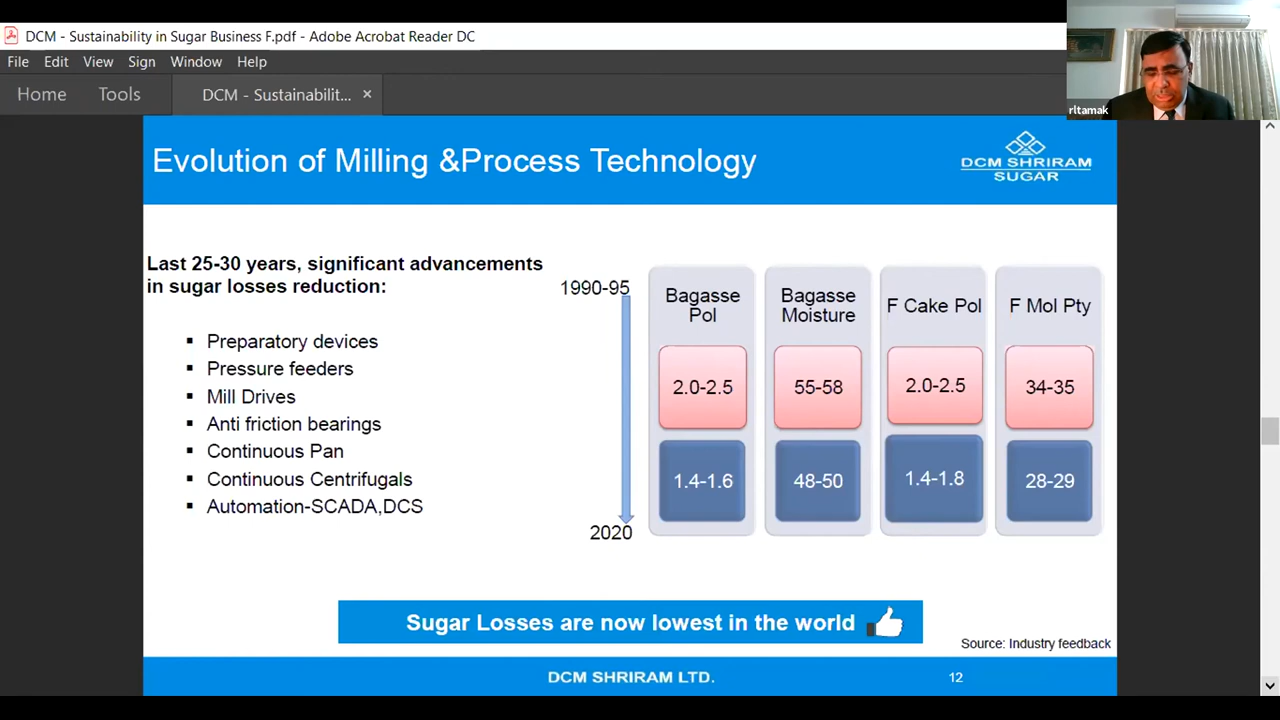 DCM - Sustainability in Sugar Business F.pdf - Adobe Acrobat Reader DC
File Edit View Sign Window Help
Home Tools DCM - Sustainabilit... ×
rltamak
Evolution of Milling &Process Technology
DCM SHRIRAM
SUGAR
Last 25-30 years, significant advancements
in sugar losses reduction:
▪ Preparatory devices
▪ Pressure feeders
▪ Mill Drives
▪ Anti friction bearings
▪ Continuous Pan
▪ Continuous Centrifugals
▪ Automation-SCADA,DCS
1990-95
2020
Bagasse
Pol
2.0-2.5
1.4-1.6
Bagasse
Moisture
55-58
48-50
F Cake Pol
2.0-2.5
1.4-1.8
F Mol Pty
34-35
28-29
Sugar Losses are now lowest in the world
Source: Industry feedback
DCM SHRIRAM LTD.
12